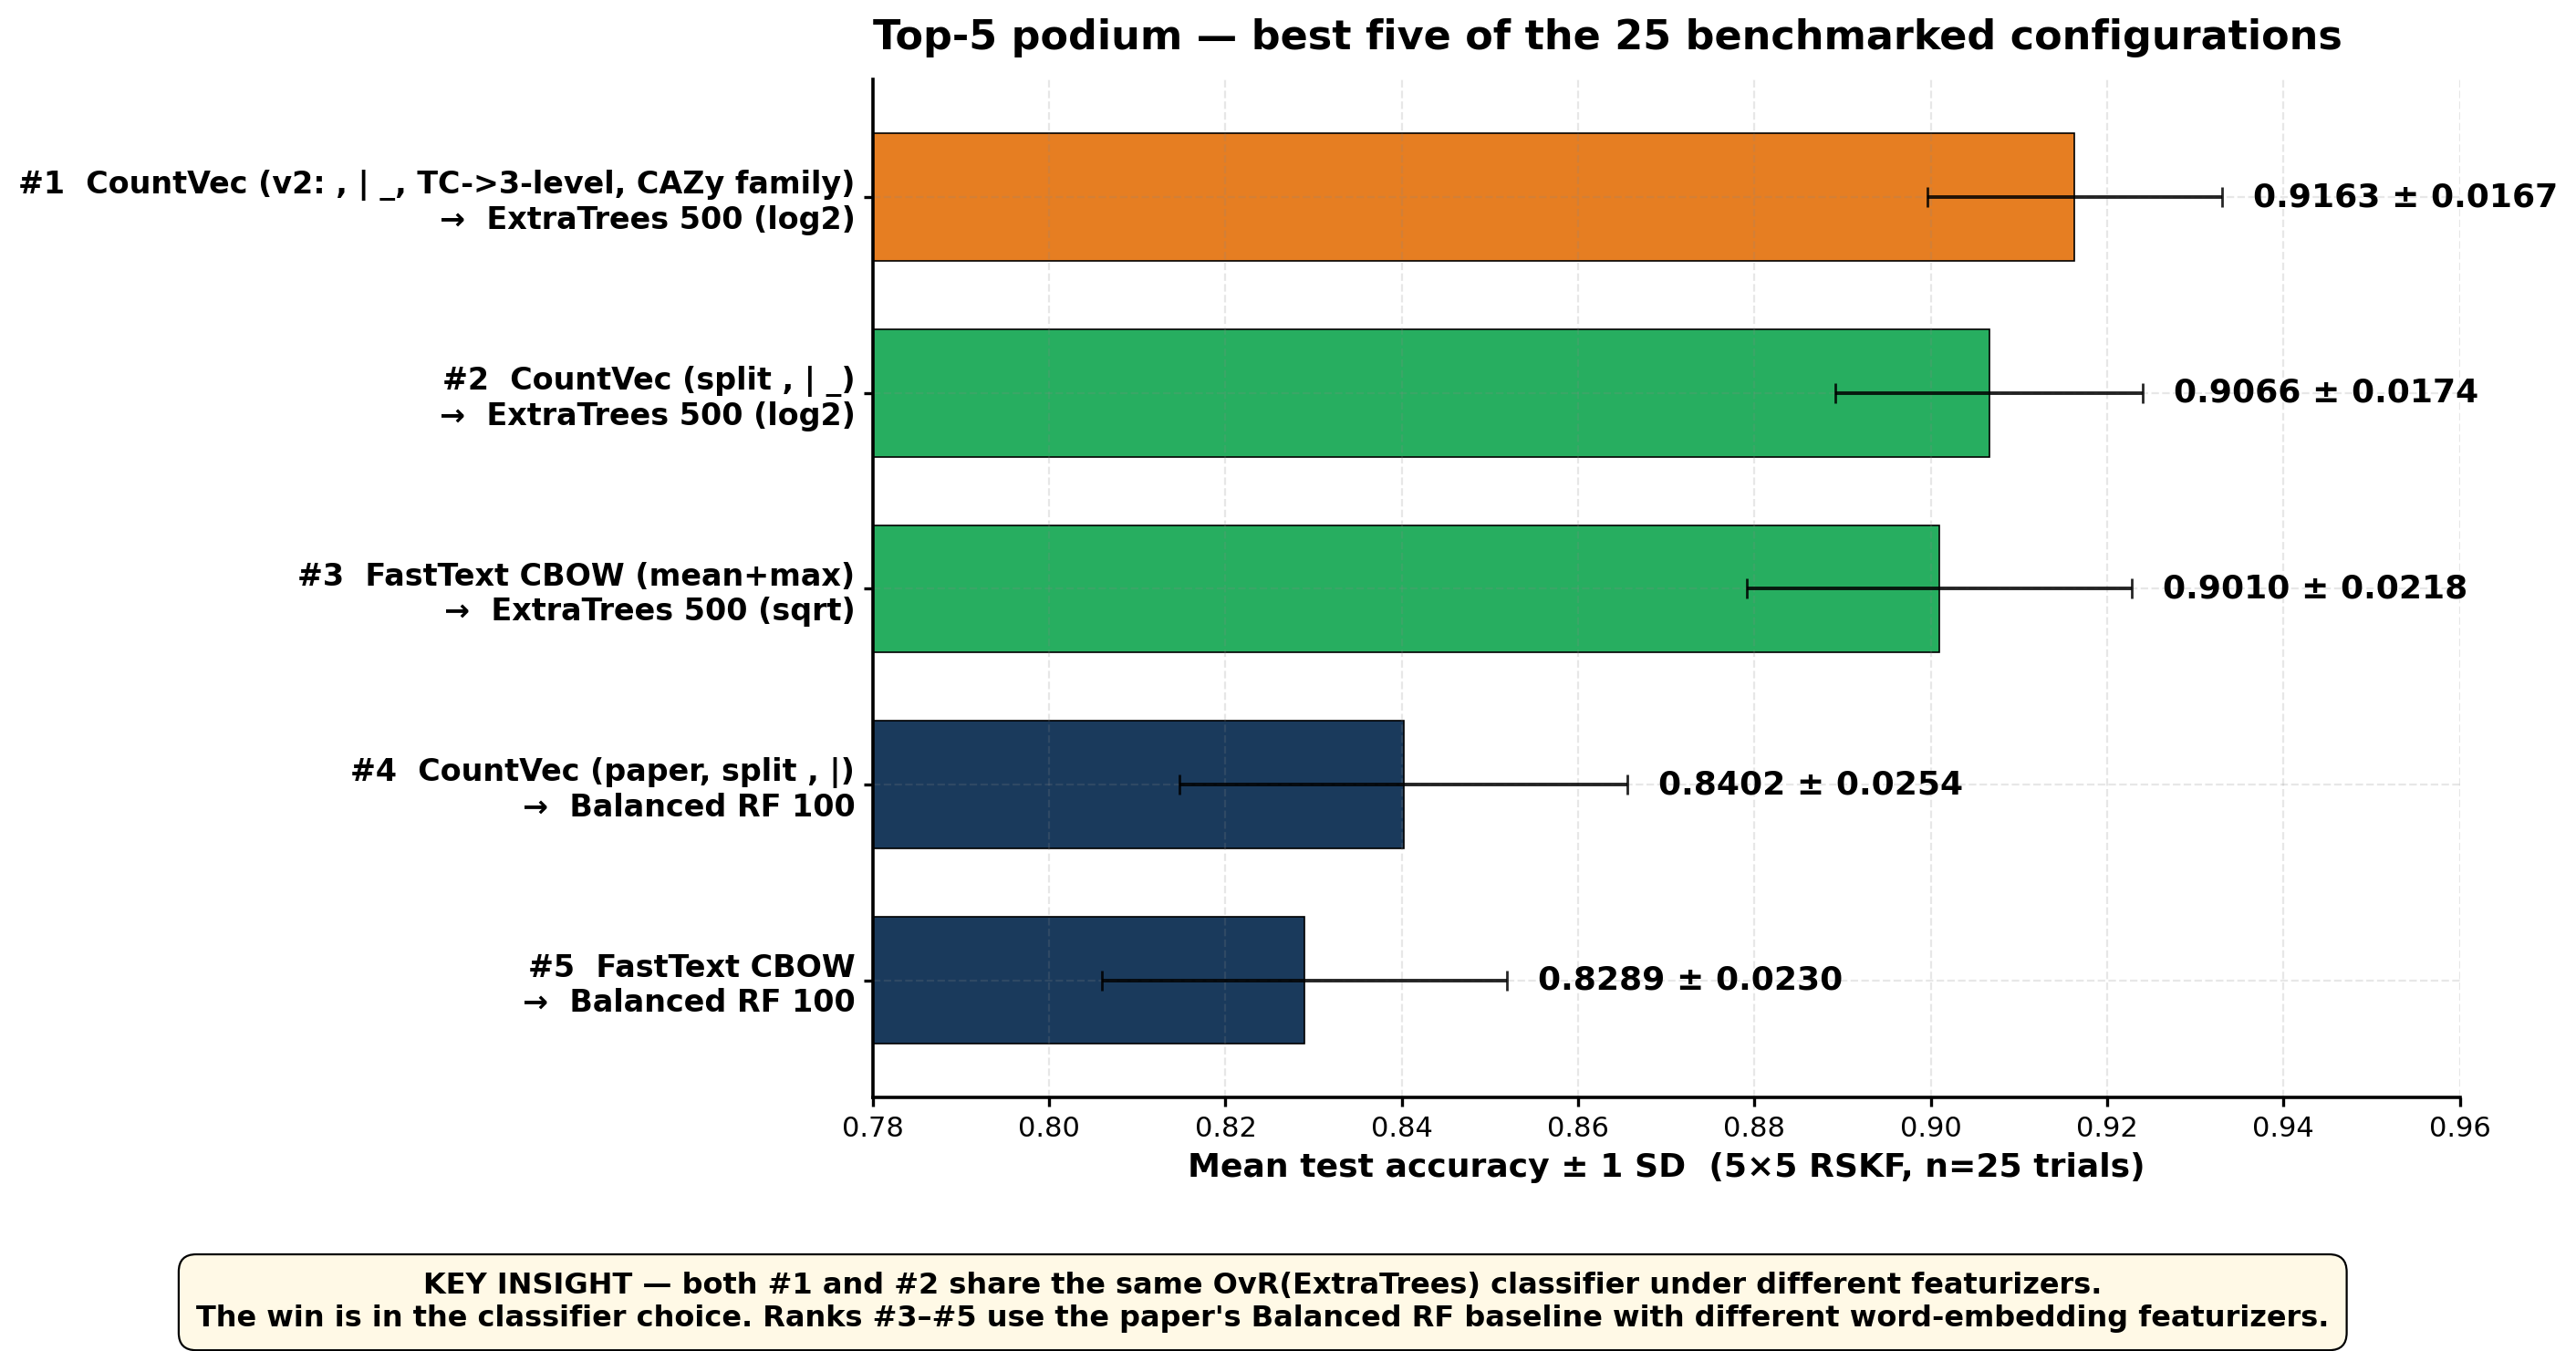 Top-5 podium — best five of the 25 benchmarked configurations
#1  CountVec (v2: , | _, TC->3-level, CAZy family)
→  ExtraTrees 500 (log2)
0.9163 ± 0.0167
#2  CountVec (split , | _)
→  ExtraTrees 500 (log2)
0.9066 ± 0.0174
#3  FastText CBOW (mean+max)
→  ExtraTrees 500 (sqrt)
0.9010 ± 0.0218
#4  CountVec (paper, split , |)
→  Balanced RF 100
0.8402 ± 0.0254
#5  FastText CBOW
→  Balanced RF 100
0.8289 ± 0.0230
0.78 0.80 0.82 0.84 0.86 0.88 0.90 0.92 0.94 0.96
Mean test accuracy ± 1 SD  (5×5 RSKF, n=25 trials)
KEY INSIGHT — both #1 and #2 share the same OvR(ExtraTrees) classifier under different featurizers.
The win is in the classifier choice. Ranks #3–#5 use the paper's Balanced RF baseline with different word-embedding featurizers.